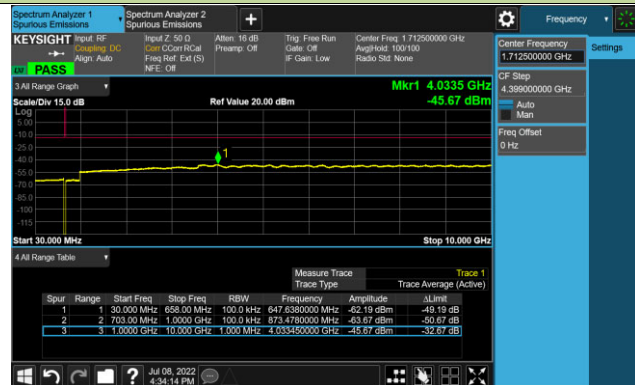 Spectrum Analyzer 1
Spurious Emissions
Spectrum Analyzer 2
Spurious Emissions
+
Frequency
KEYSIGHT
Input: RF
Coupling: DC
Align: Auto
Input Z: 50 Ω
Corr CCorr RCal
Freq Ref: Ext (S)
NFE: Off
Atten: 16 dB
Preamp: Off
Trig: Free Run
Gate: Off
IF Gain: Low
Center Freq: 1.712500000 GHz
Avg|Hold: 100/100
Radio Std: None
PASS
Center Frequency
1.712500000 GHz
Settings
CF Step
4.399000000 GHz
Auto
Man
Freq Offset
0 Hz
3 All Range Graph
Mkr1 4.0335 GHz
Scale/Div 15.0 dB
Ref Value 20.00 dBm
-45.67 dBm
Log
5.00
-10.0
-25.0
-40.0
-55.0
-70.0
-85.0
-100
-115
1
Start 30.000 MHz
Stop 10.000 GHz
4 All Range Table
Measure Trace Trace 1
Trace Type Trace Average (Active)
Spur Range Start Freq Stop Freq RBW Frequency Amplitude ΔLimit
1 1 30.000 MHz 658.00 MHz 100.0 kHz 647.6380000 MHz -62.19 dBm -49.19 dB
2 2 703.00 MHz 1.0000 GHz 100.0 kHz 873.4780000 MHz -63.67 dBm -50.67 dB
3 3 1.0000 GHz 10.000 GHz 1.000 MHz 4.033450000 GHz -45.67 dBm -32.67 dB
?
Jul 08, 2022
4:34:14 PM